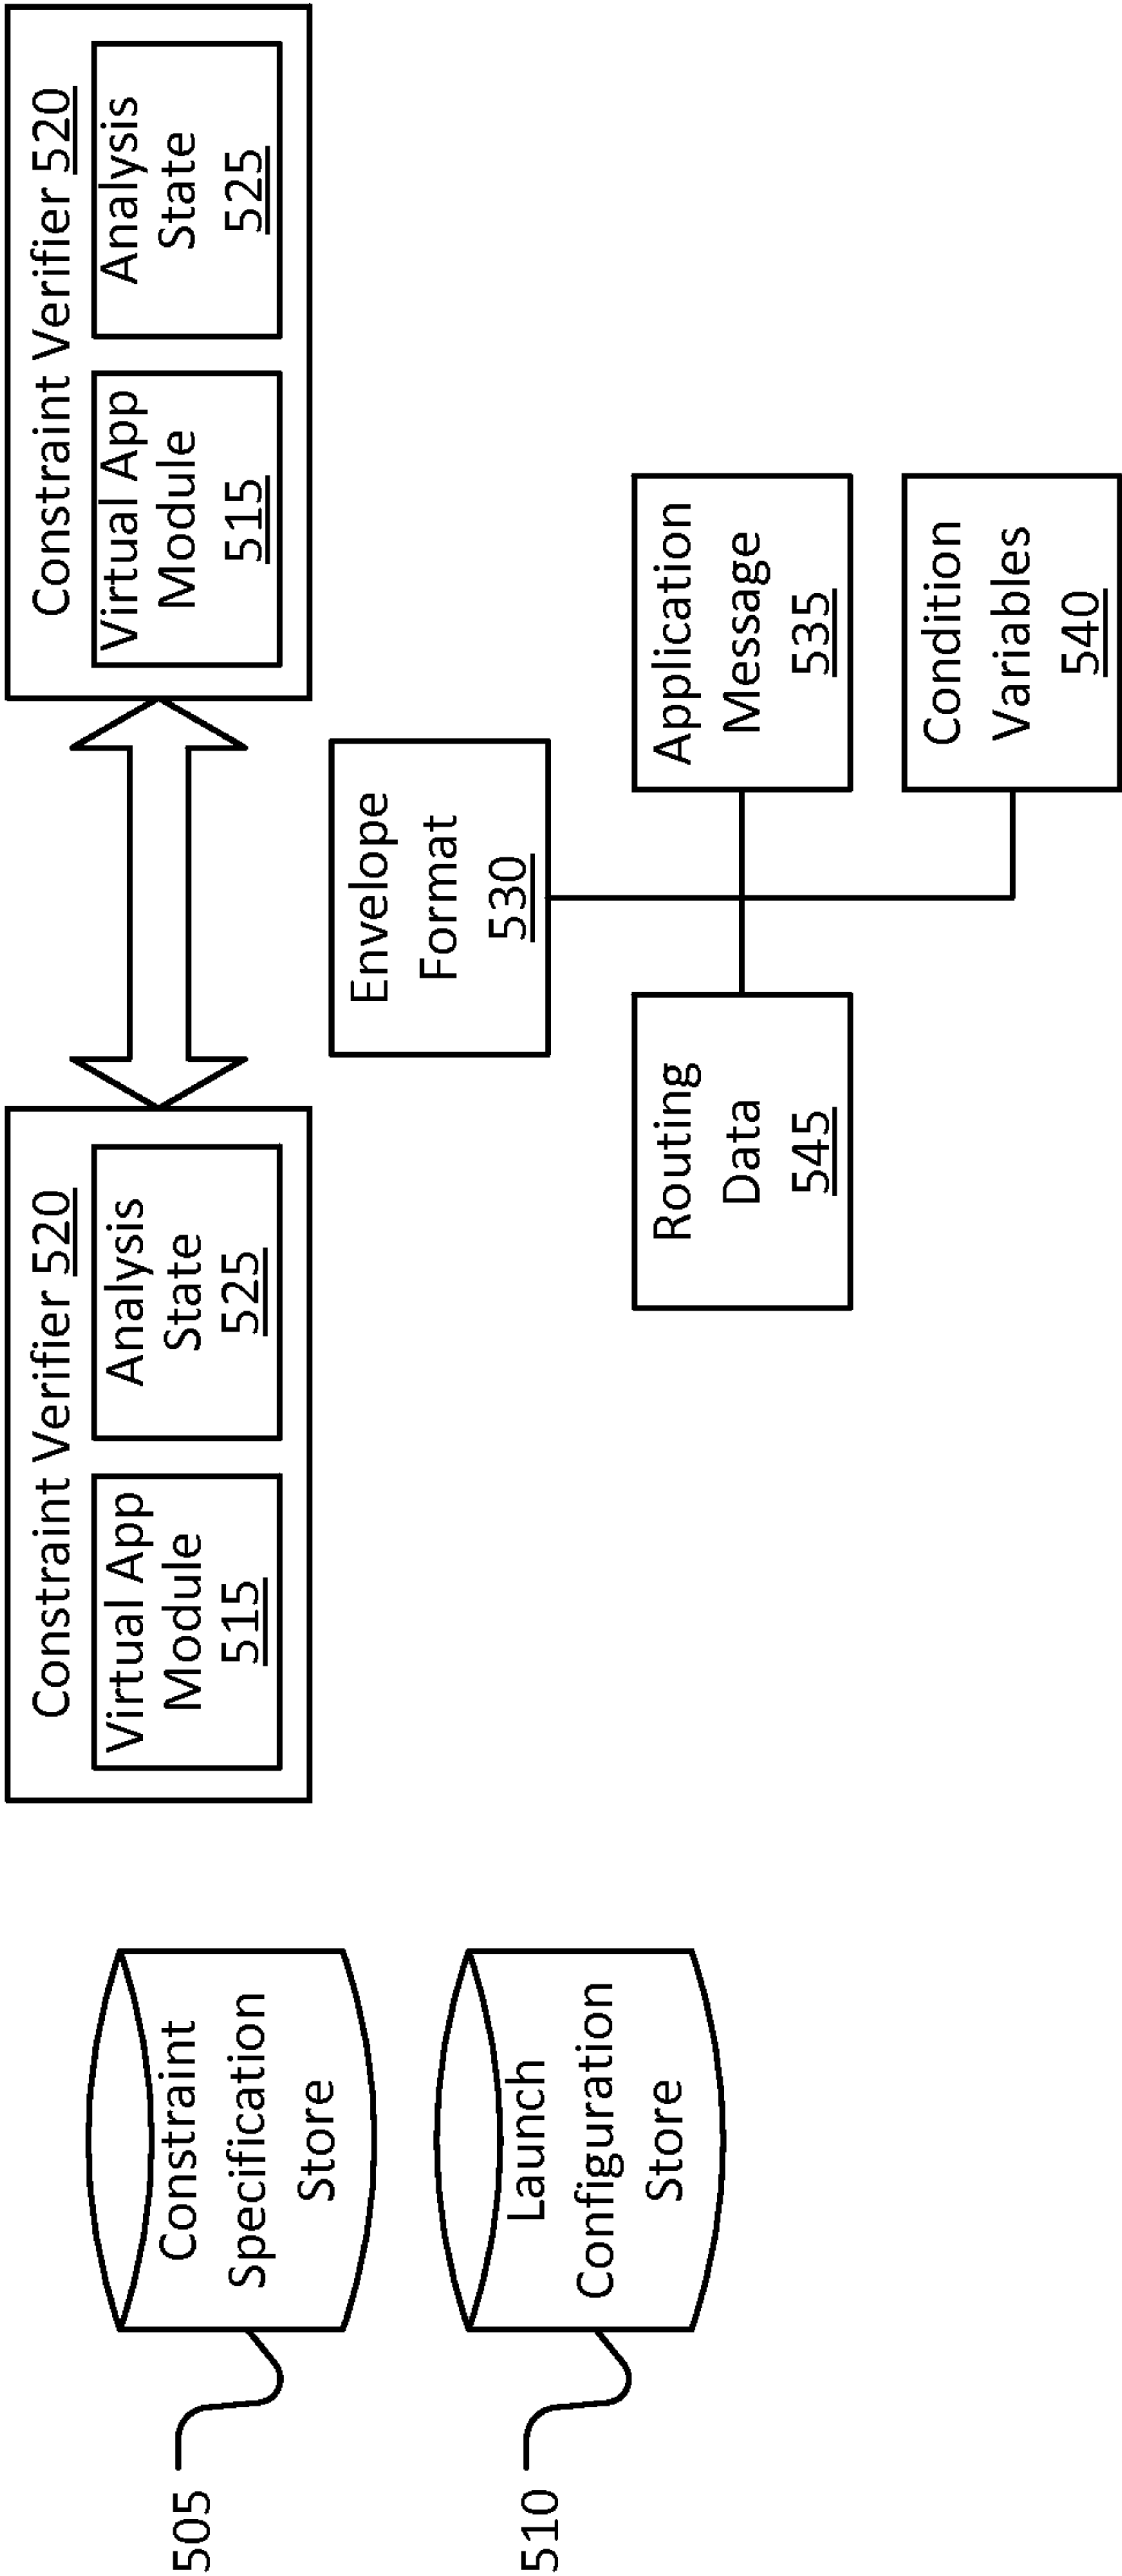 505
Constraint
Specification
Store
510
Launch
Configuration
Store
Constraint Verifier 520
Virtual App
Module
515
Analysis
State
525
Constraint Verifier 520
Virtual App
Module
515
Analysis
State
525
Envelope
Format
530
Routing
Data
545
Application
Message
535
Condition
Variables
540